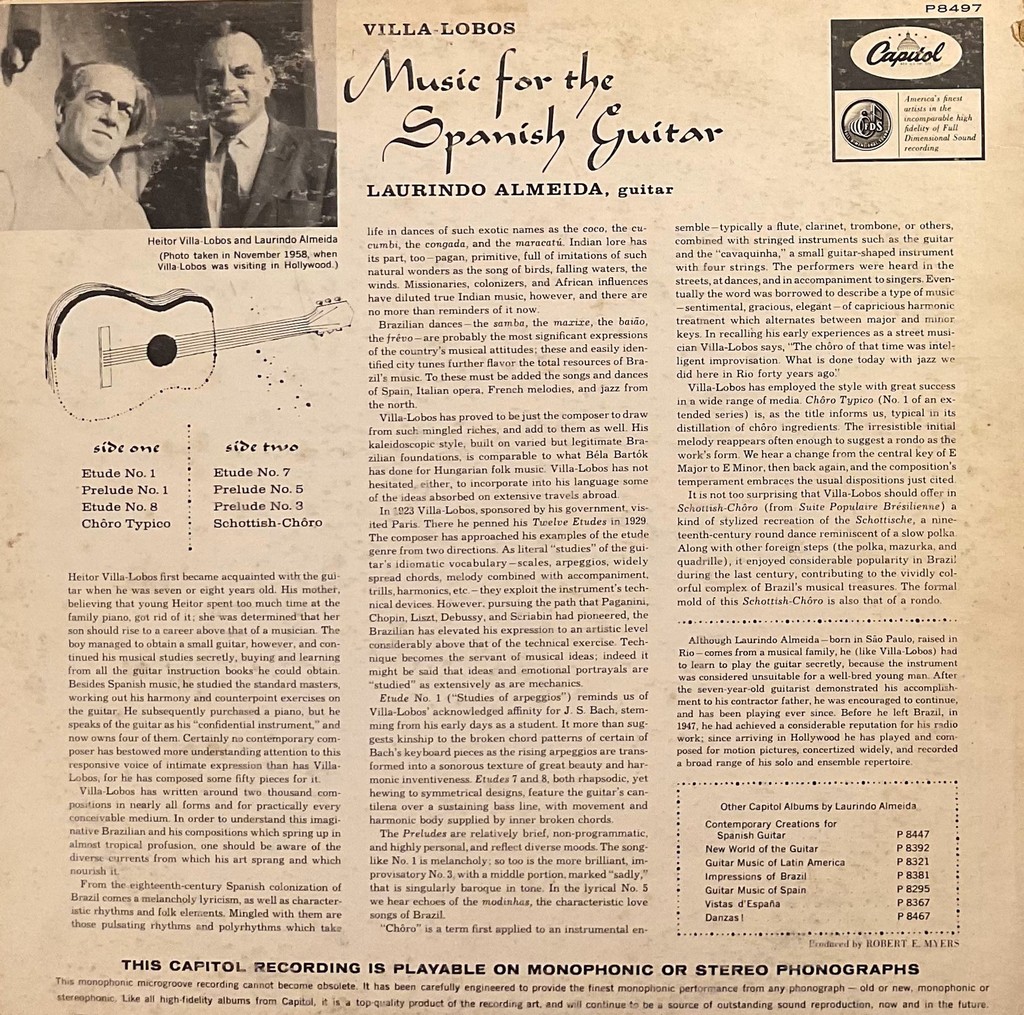 P8497
VILLA-LOBOS
Music for the
Spanish Guitar
LAURINDO ALMEIDA, guitar
Capitol
FDS
America's finest
artists in the
incomparable high
fidelity of Full
Dimensional Sound
recording
Heitor Villa-Lobos and Laurindo Almeida
(Photo taken in November 1958, when
Villa-Lobos was visiting in Hollywood.)
side one
Etude No. 1
Prelude No. 1
Etude No. 8
Chôro Typico
side two
Etude No. 7
Prelude No. 5
Prelude No. 3
Schottish-Chôro
Heitor Villa-Lobos first became acquainted with the gui-
tar when he was seven or eight years old. His mother,
believing that young Heitor spent too much time at the
family piano, got rid of it; she was determined that her
son should rise to a career above that of a musician. The
boy managed to obtain a small guitar, however, and con-
tinued his musical studies secretly, buying and learning
from all the guitar instruction books he could obtain.
Besides Spanish music, he studied the standard masters,
working out his harmony and counterpoint exercises on
the guitar. He subsequently purchased a piano, but he
speaks of the guitar as his "confidential instrument," and
now owns four of them. Certainly no contemporary com-
poser has bestowed more understanding attention to this
responsive voice of intimate expression than has Villa-
Lobos, for he has composed some fifty pieces for it.
Villa-Lobos has written around two thousand com-
positions in nearly all forms and for practically every
conceivable medium. In order to understand this imagi-
native Brazilian and his compositions which spring up in
almost tropical profusion, one should be aware of the
diverse currents from which his art sprang and which
nourish it.
From the eighteenth-century Spanish colonization of
Brazil comes a melancholy lyricism, as well as character-
istic rhythms and folk elements. Mingled with them are
those pulsating rhythms and polyrhythms which take
life in dances of such exotic names as the coco, the cu-
cumbi, the congada, and the maracatú. Indian lore has
its part, too—pagan, primitive, full of imitations of such
natural wonders as the song of birds, falling waters, the
winds. Missionaries, colonizers, and African influences
have diluted true Indian music, however, and there are
no more than reminders of it now.
Brazilian dances—the samba, the maxixe, the baião,
the frêvo—are probably the most significant expressions
of the country's musical attitudes; these and easily iden-
tified city tunes further flavor the total resources of Bra-
zil's music. To these must be added the songs and dances
of Spain, Italian opera, French melodies, and jazz from
the north.
Villa-Lobos has proved to be just the composer to draw
from such mingled riches, and add to them as well. His
kaleidoscopic style, built on varied but legitimate Bra-
zilian foundations, is comparable to what Béla Bartók
has done for Hungarian folk music. Villa-Lobos has not
hesitated, either, to incorporate into his language some
of the ideas absorbed on extensive travels abroad.
In 1923 Villa-Lobos, sponsored by his government, vis-
ited Paris. There he penned his Twelve Etudes in 1929.
The composer has approached his examples of the etude
genre from two directions. As literal "studies" of the gui-
tar's idiomatic vocabulary—scales, arpeggios, widely
spread chords, melody combined with accompaniment,
trills, harmonics, etc.—they exploit the instrument's tech-
nical devices. However, pursuing the path that Paganini,
Chopin, Liszt, Debussy, and Scriabin had pioneered, the
Brazilian has elevated his expression to an artistic level
considerably above that of the technical exercise. Tech-
nique becomes the servant of musical ideas; indeed it
might be said that ideas and emotional portrayals are
"studied" as extensively as are mechanics.
Etude No. 1 ("Studies of arpeggios") reminds us of
Villa-Lobos' acknowledged affinity for J. S. Bach, stem-
ming from his early days as a student. It more than sug-
gests kinship to the broken chord patterns of certain of
Bach's keyboard pieces as the rising arpeggios are trans-
formed into a sonorous texture of great beauty and har-
monic inventiveness. Etudes 7 and 8, both rhapsodic, yet
hewing to symmetrical designs, feature the guitar's can-
tilena over a sustaining bass line, with movement and
harmonic body supplied by inner broken chords.
The Preludes are relatively brief, non-programmatic,
and highly personal, and reflect diverse moods. The song-
like No. 1 is melancholy; so too is the more brilliant, im-
provisatory No. 3, with a middle portion, marked "sadly,"
that is singularly baroque in tone. In the lyrical No. 5
we hear echoes of the modinhas, the characteristic love
songs of Brazil.
"Chôro" is a term first applied to an instrumental en-
semble—typically a flute, clarinet, trombone, or others,
combined with stringed instruments such as the guitar
and the "cavaquinha," a small guitar-shaped instrument
with four strings. The performers were heard in the
streets, at dances, and in accompaniment to singers. Even-
tually the word was borrowed to describe a type of music
—sentimental, gracious, elegant—of capricious harmonic
treatment which alternates between major and minor
keys. In recalling his early experiences as a street musi-
cian Villa-Lobos says, "The chôro of that time was intel-
ligent improvisation. What is done today with jazz we
did here in Rio forty years ago."
Villa-Lobos has employed the style with great success
in a wide range of media. Chôro Typico (No. 1 of an ex-
tended series) is, as the title informs us, typical in its
distillation of chôro ingredients. The irresistible initial
melody reappears often enough to suggest a rondo as the
work's form. We hear a change from the central key of E
Major to E Minor, then back again, and the composition's
temperament embraces the usual dispositions just cited.
It is not too surprising that Villa-Lobos should offer in
Schottish-Chôro (from Suite Populaire Brésilienne) a
kind of stylized recreation of the Schottische, a nine-
teenth-century round dance reminiscent of a slow polka.
Along with other foreign steps (the polka, mazurka, and
quadrille), it enjoyed considerable popularity in Brazil
during the last century, contributing to the vividly col-
orful complex of Brazil's musical treasures. The formal
mold of this Schottish-Chôro is also that of a rondo.
Although Laurindo Almeida—born in São Paulo, raised in
Rio—comes from a musical family, he (like Villa-Lobos) had
to learn to play the guitar secretly, because the instrument
was considered unsuitable for a well-bred young man. After
the seven-year-old guitarist demonstrated his accomplish-
ment to his contractor father, he was encouraged to continue,
and has been playing ever since. Before he left Brazil, in
1947, he had achieved a considerable reputation for his radio
work; since arriving in Hollywood he has played and com-
posed for motion pictures, concertized widely, and recorded
a broad range of his solo and ensemble repertoire.
Other Capitol Albums by Laurindo Almeida
Contemporary Creations for
Spanish Guitar P 8447
New World of the Guitar P 8392
Guitar Music of Latin America P 8321
Impressions of Brazil P 8381
Guitar Music of Spain P 8295
Vistas d'España P 8367
Danzas! P 8467
Produced by ROBERT E. MYERS
THIS CAPITOL RECORDING IS PLAYABLE ON MONOPHONIC OR STEREO PHONOGRAPHS
This monophonic microgroove recording cannot become obsolete. It has been carefully engineered to provide the finest monophonic performance from any phonograph — old or new, monophonic or
stereophonic. Like all high-fidelity albums from Capitol, it is a top-quality product of the recording art, and will continue to be a source of outstanding sound reproduction, now and in the future.